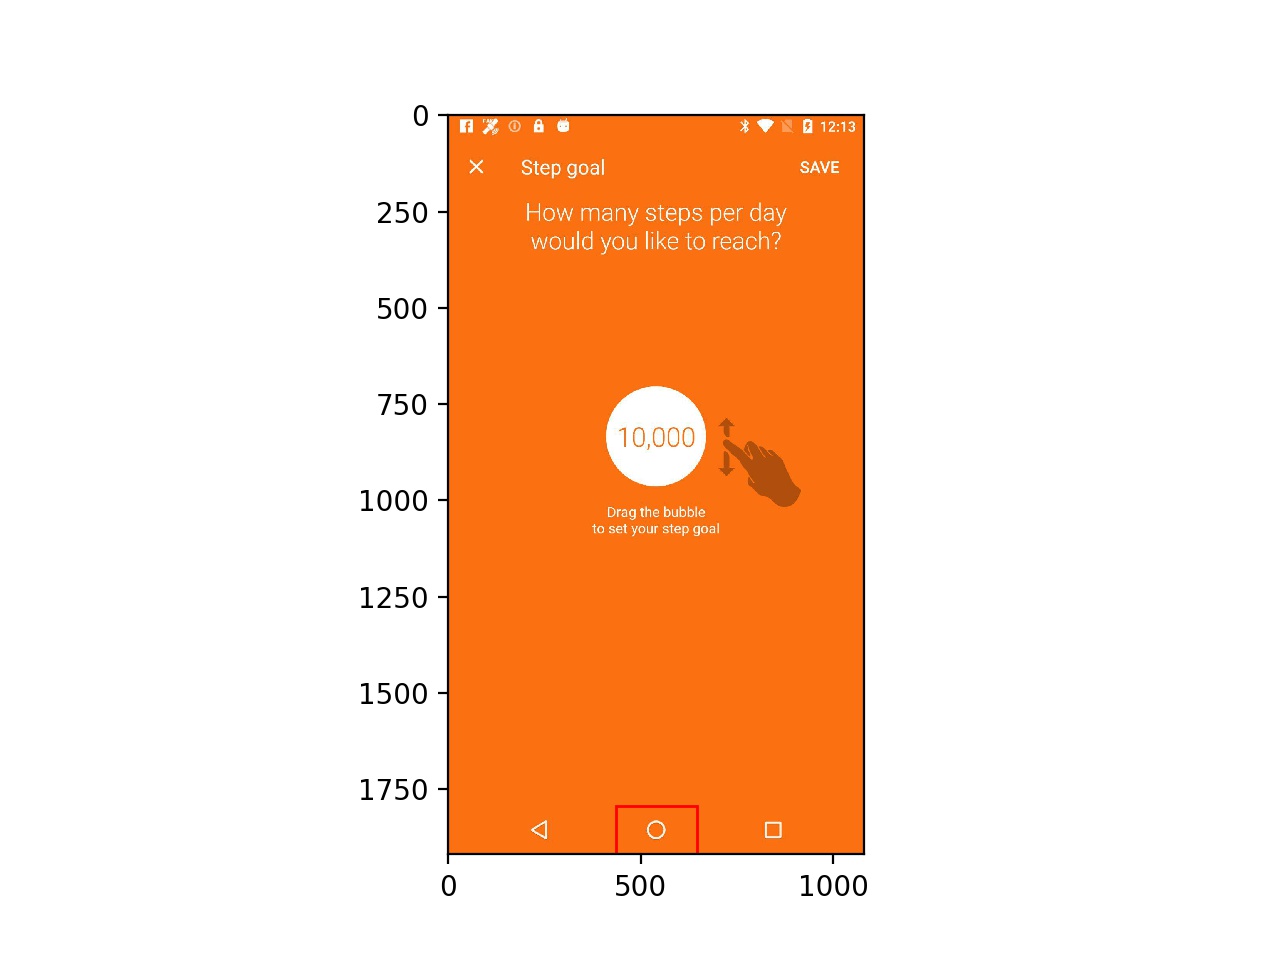 12:13
Step goal
SAVE
How many steps per day
would you like to reach?
10,000
Drag the bubble
to set your step goal
0
250
500
750
1000
1250
1500
1750
0
500
1000